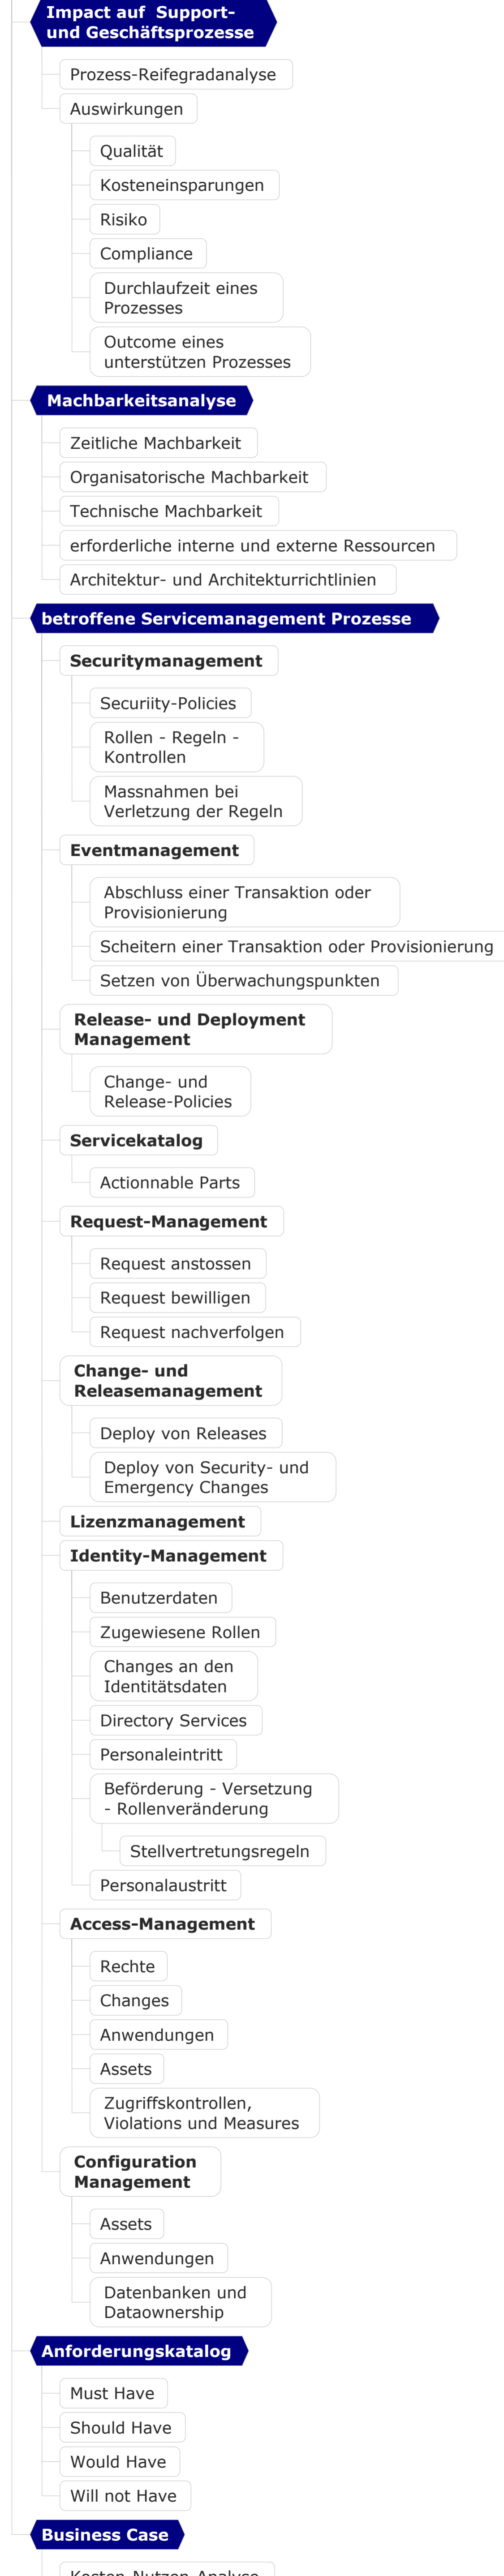 Impact auf Support-
und Geschäftsprozesse
Prozess-Reifegradanalyse
Auswirkungen
Qualität
Kosteneinsparungen
Risiko
Compliance
Durchlaufzeit eines
Prozesses
Outcome eines
unterstützen Prozesses
Machbarkeitsanalyse
Zeitliche Machbarkeit
Organisatorische Machbarkeit
Technische Machbarkeit
erforderliche interne und externe Ressourcen
Architektur- und Architekturrichtlinien
betroffene Servicemanagement Prozesse
Securitymanagement
Securiity-Policies
Rollen - Regeln -
Kontrollen
Massnahmen bei
Verletzung der Regeln
Eventmanagement
Abschluss einer Transaktion oder
Provisionierung
Scheitern einer Transaktion oder Provisionierung
Setzen von Überwachungspunkten
Release- und Deployment
Management
Change- und
Release-Policies
Servicekatalog
Actionnable Parts
Request-Management
Request anstossen
Request bewilligen
Request nachverfolgen
Change- und
Releasemanagement
Deploy von Releases
Deploy von Security- und
Emergency Changes
Lizenzmanagement
Identity-Management
Benutzerdaten
Zugewiesene Rollen
Changes an den
Identitätsdaten
Directory Services
Personaleintritt
Beförderung - Versetzung
- Rollenveränderung
Stellvertretungsregeln
Personalaustritt
Access-Management
Rechte
Changes
Anwendungen
Assets
Zugriffskontrollen,
Violations und Measures
Configuration
Management
Assets
Anwendungen
Datenbanken und
Dataownership
Anforderungskatalog
Must Have
Should Have
Would Have
Will not Have
Business Case
Kosten-Nutzen-Analyse